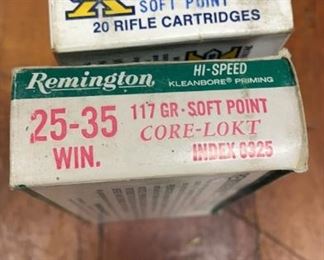 SOFT POINT
20 RIFLE CARTRIDGES
Remington
HI-SPEED
KLEANBORE® PRIMING
25-35
WIN.
117 GR. SOFT POINT
CORE-LOKT
INDEX 0925